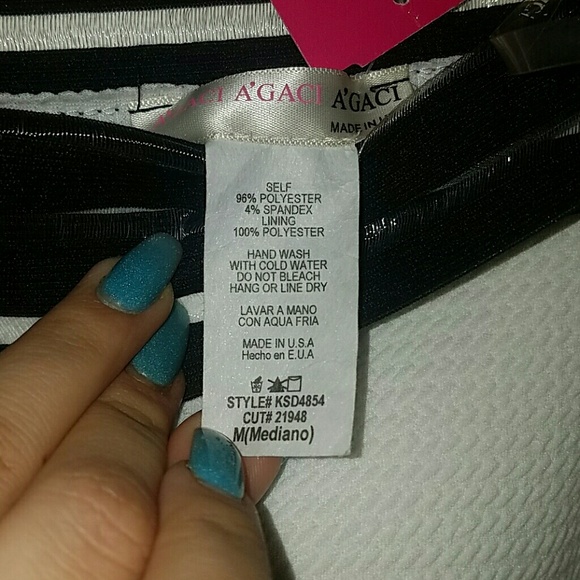 A'GACI A'GACI
MADE IN
SELF
96% POLYESTER
4% SPANDEX
LINING
100% POLYESTER
HAND WASH
WITH COLD WATER
DO NOT BLEACH
HANG OR LINE DRY
LAVAR A MANO
CON AQUA FRIA
MADE IN U.S.A
Hecho en E.U.A
STYLE# KSD4854
CUT# 21948
M(Mediano)